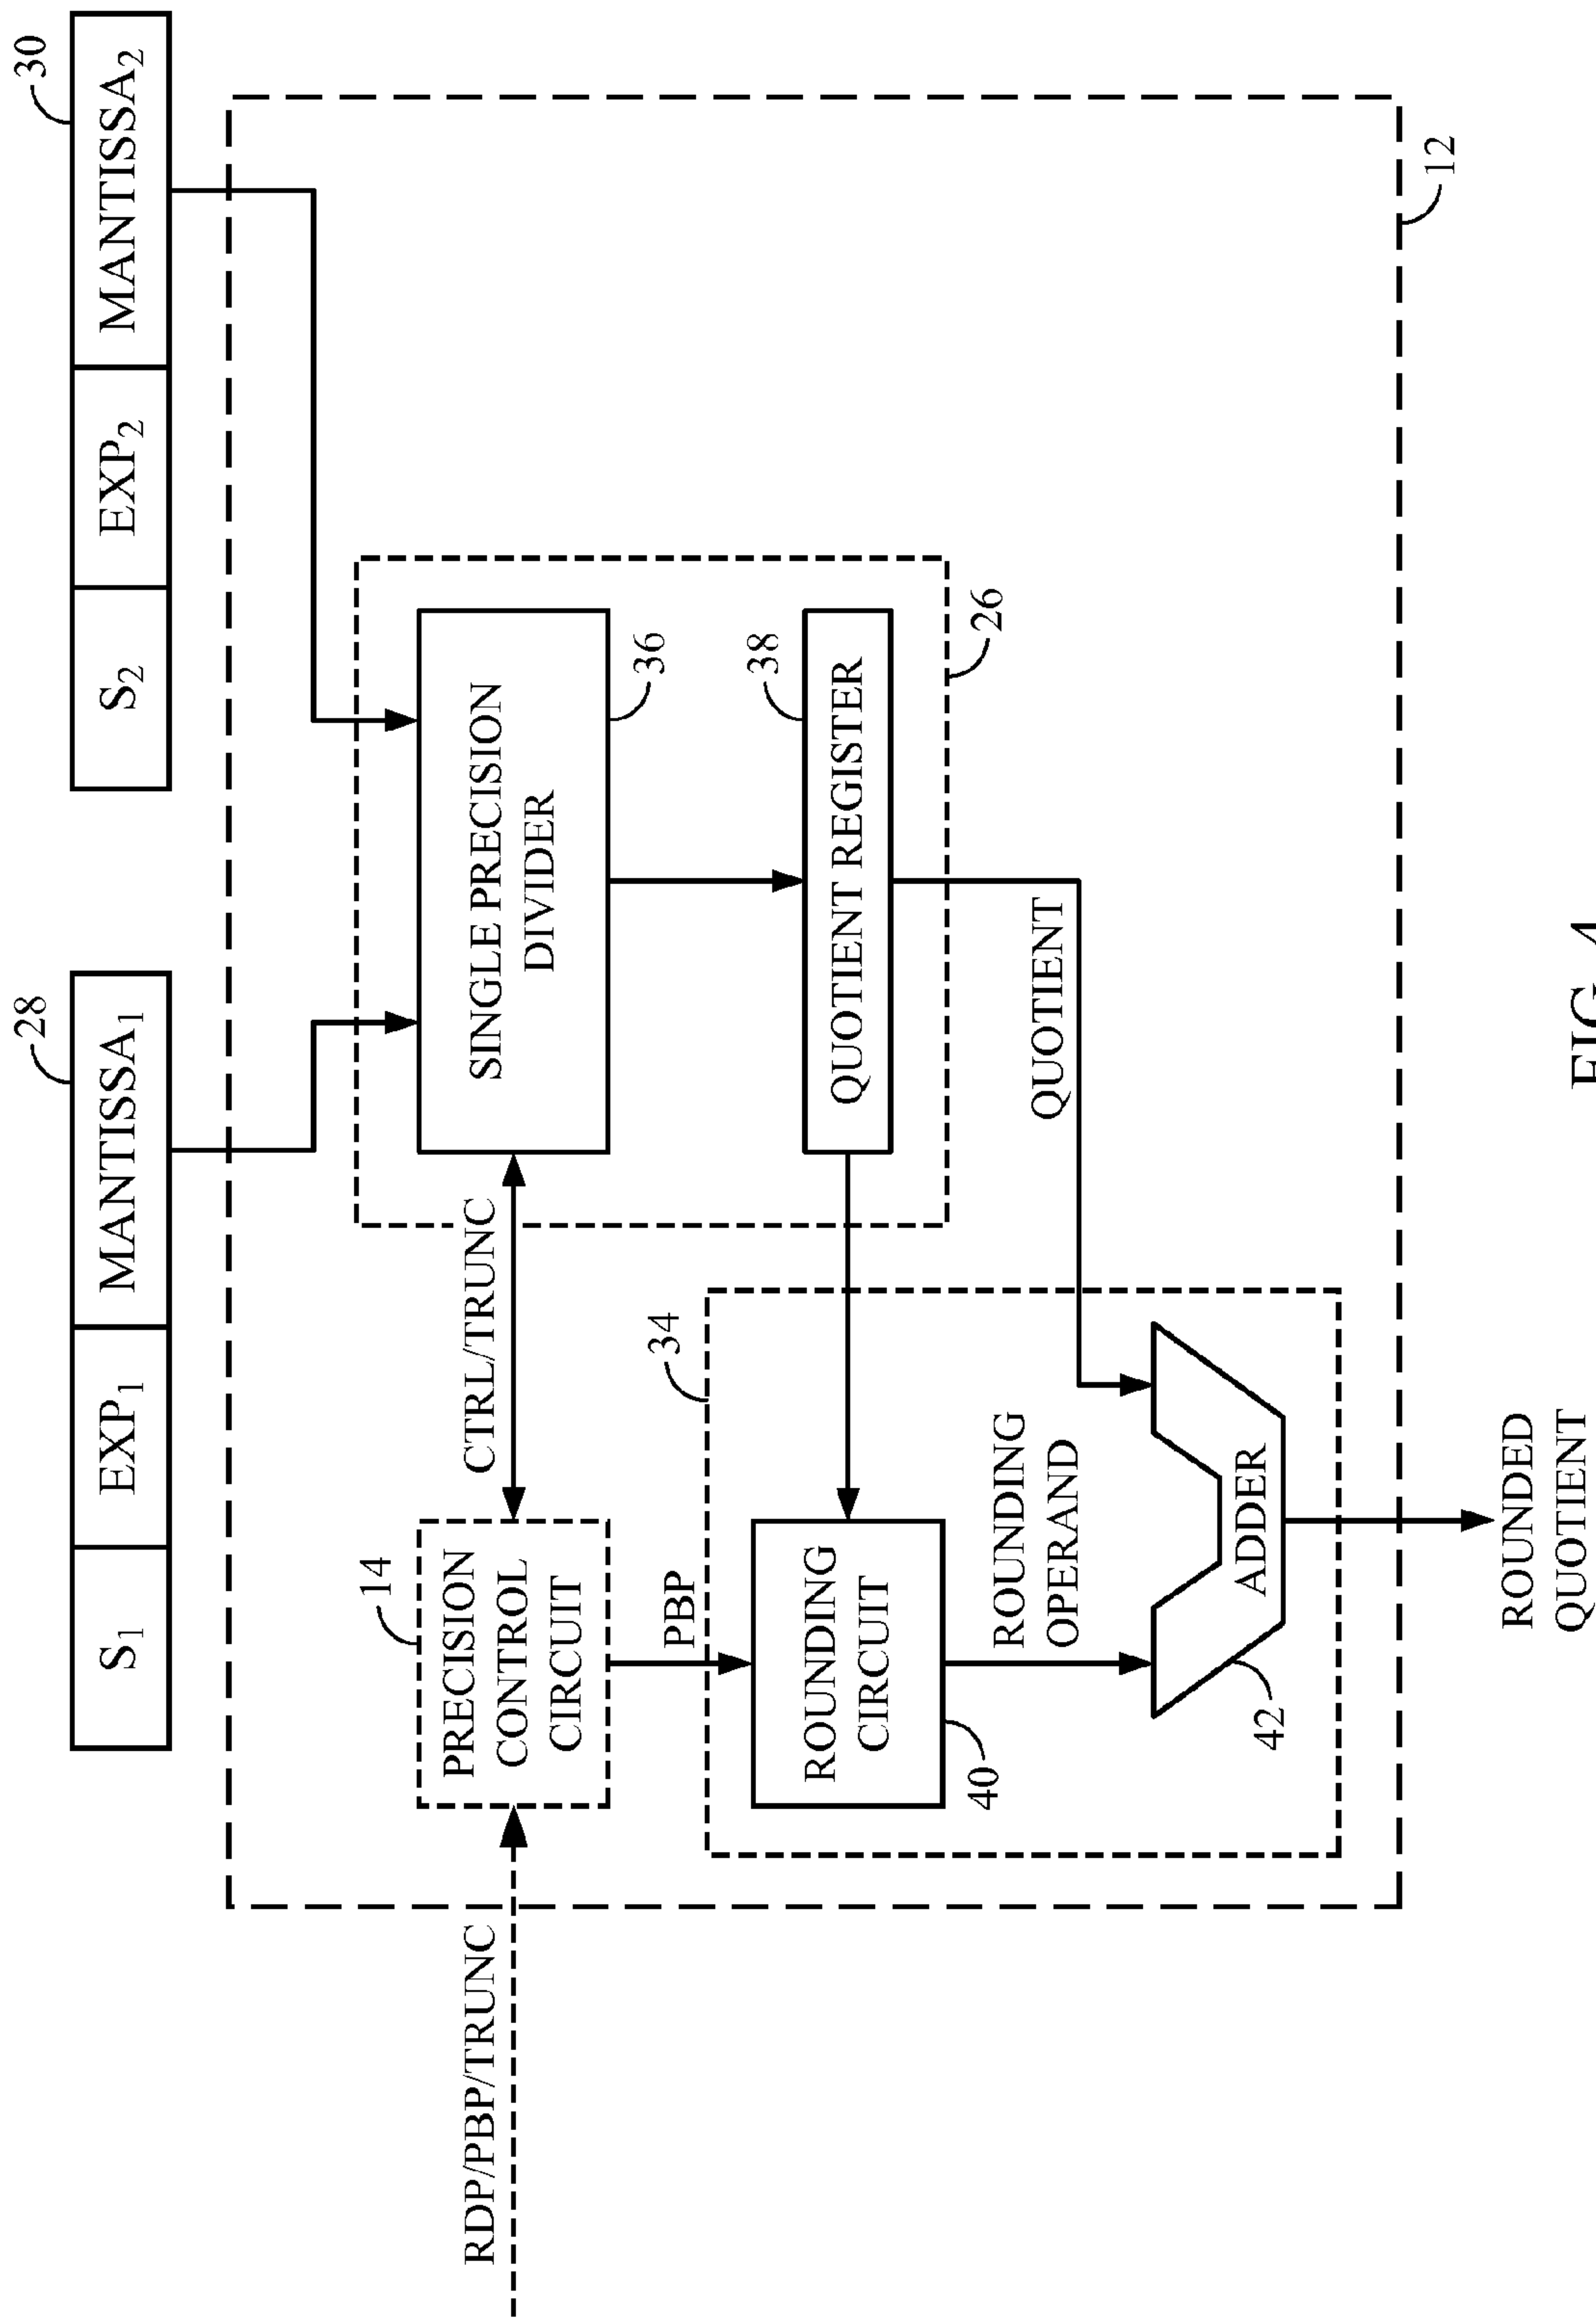 28
30
S1
EXP1
MANTISSA1
S2
EXP2
MANTISSA2
RDP/PBP/TRUNC
14
PRECISION
CONTROL
CIRCUIT
CTRL/TRUNC
SINGLE PRECISION
DIVIDER
36
PBP
34
38
QUOTIENT REGISTER
ROUNDING
CIRCUIT
40
26
ROUNDING
OPERAND
QUOTIENT
ADDER
42
12
ROUNDED
QUOTIENT